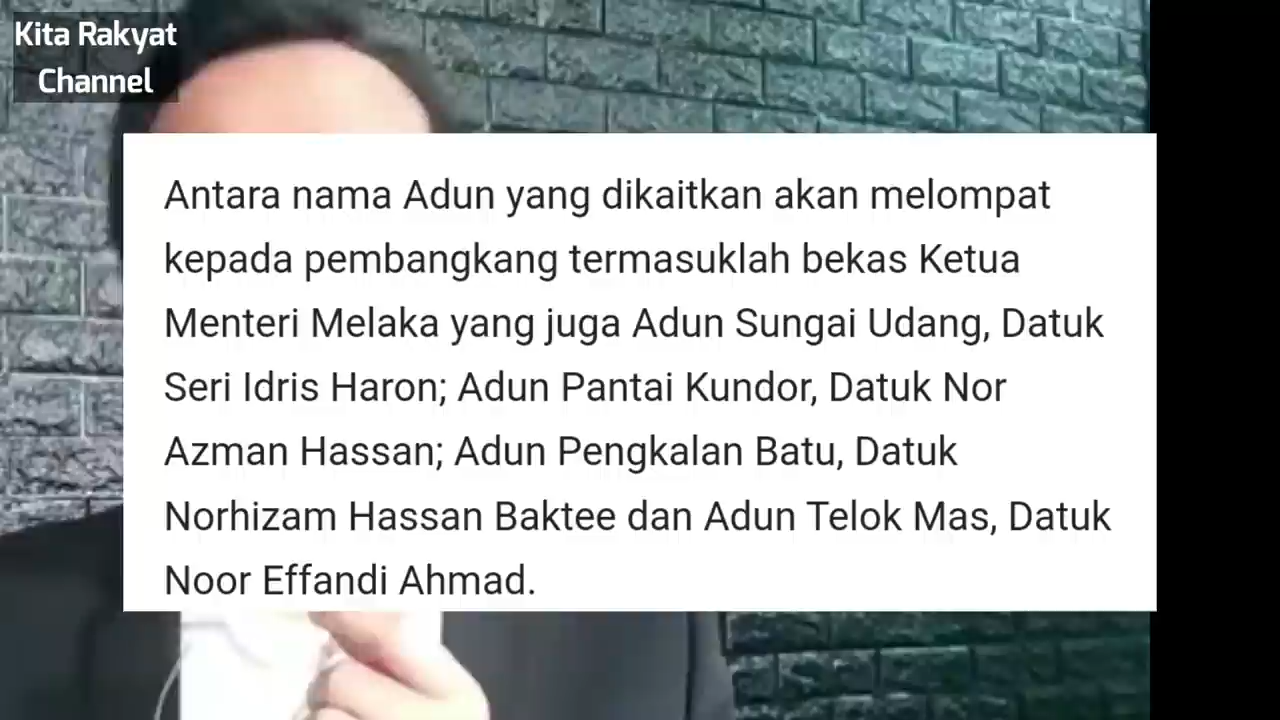 Kita Rakyat
Channel
Antara nama Adun yang dikaitkan akan melompat
kepada pembangkang termasuklah bekas Ketua
Menteri Melaka yang juga Adun Sungai Udang, Datuk
Seri Idris Haron; Adun Pantai Kundor, Datuk Nor
Azman Hassan; Adun Pengkalan Batu, Datuk
Norhizam Hassan Baktee dan Adun Telok Mas, Datuk
Noor Effandi Ahmad.